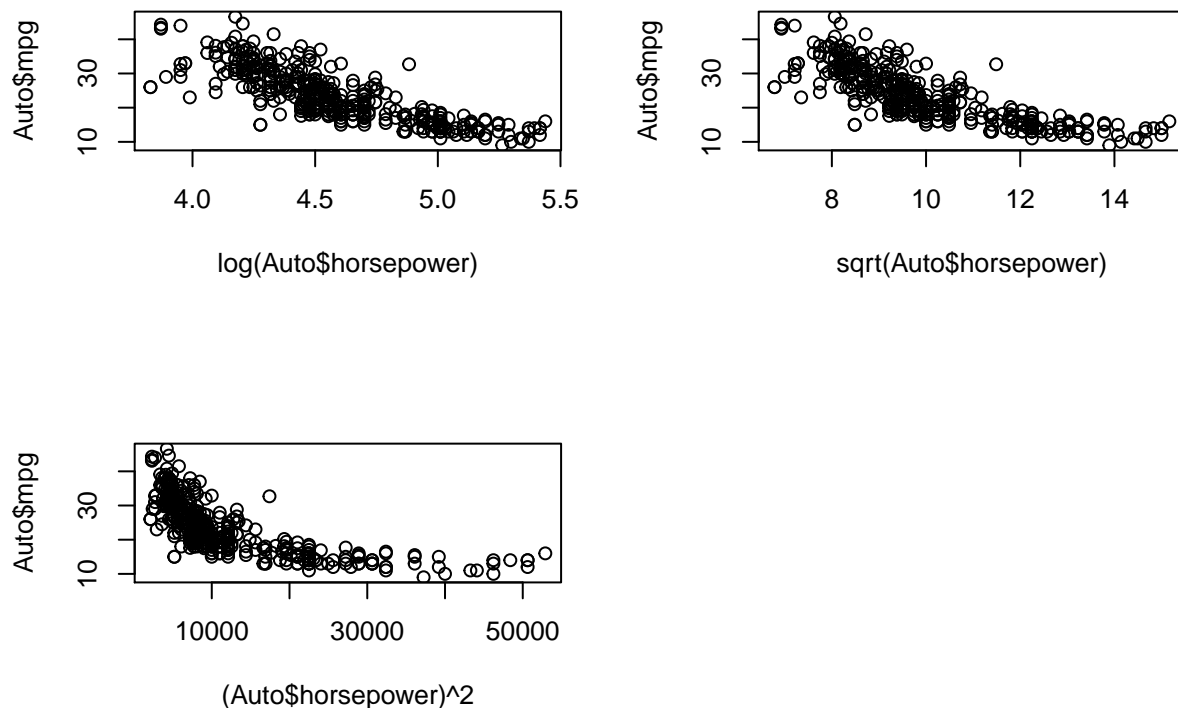 Auto$mpg
10 30
4.0 4.5 5.0 5.5
log(Auto$horsepower)
Auto$mpg
10 30
8 10 12 14
sqrt(Auto$horsepower)
Auto$mpg
10 30
10000 30000 50000
(Auto$horsepower)^2